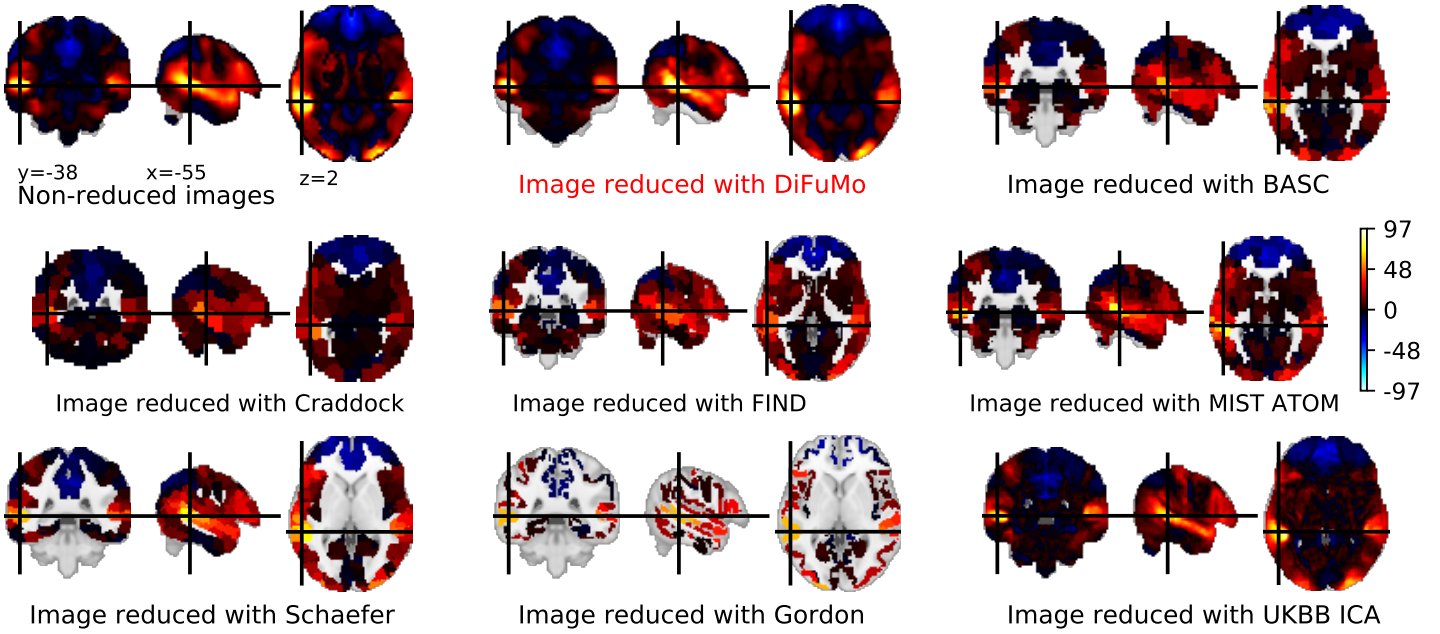 y=-38 x=-55 z=2
Non-reduced images
Image reduced with DiFuMo
Image reduced with BASC
Image reduced with Craddock
Image reduced with FIND
Image reduced with MIST ATOM
97
48
0
-48
-97
Image reduced with Schaefer
Image reduced with Gordon
Image reduced with UKBB ICA